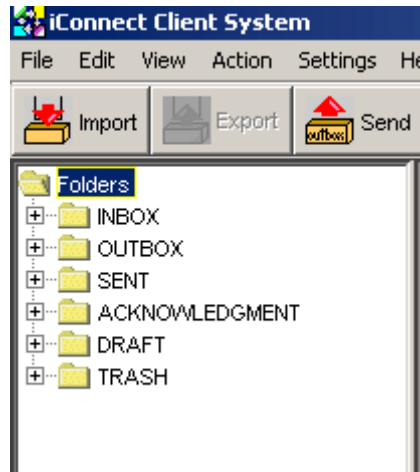 iConnect Client System
File Edit View Action Settings He
Import Export outbox Send
Folders
INBOX
OUTBOX
SENT
ACKNOWLEDGMENT
DRAFT
TRASH